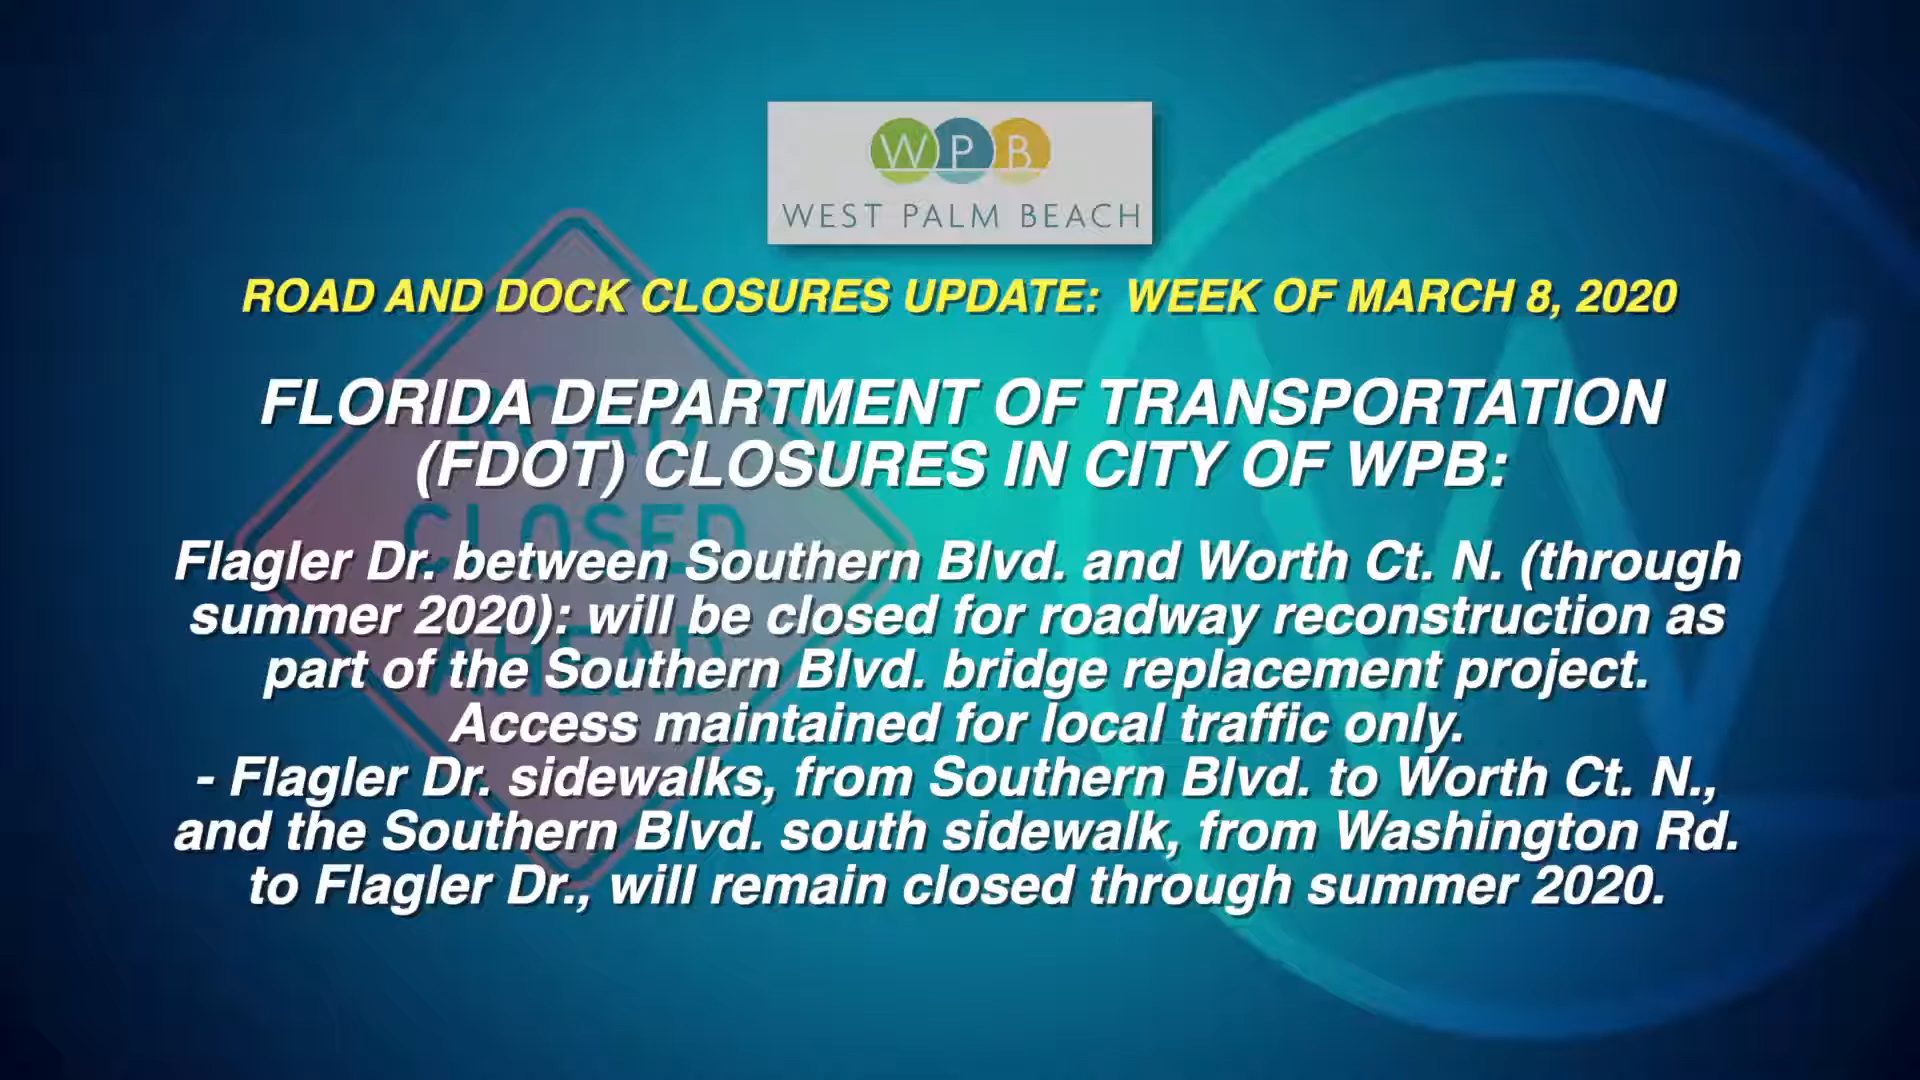 WPB
WEST PALM BEACH
ROAD AND DOCK CLOSURES UPDATE: WEEK OF MARCH 8, 2020
FLORIDA DEPARTMENT OF TRANSPORTATION
(FDOT) CLOSURES IN CITY OF WPB:
Flagler Dr. between Southern Blvd. and Worth Ct. N. (through
summer 2020): will be closed for roadway reconstruction as
part of the Southern Blvd. bridge replacement project.
Access maintained for local traffic only.
- Flagler Dr. sidewalks, from Southern Blvd. to Worth Ct. N.,
and the Southern Blvd. south sidewalk, from Washington Rd.
to Flagler Dr., will remain closed through summer 2020.
ROAD
CLOSED
AHEAD
W